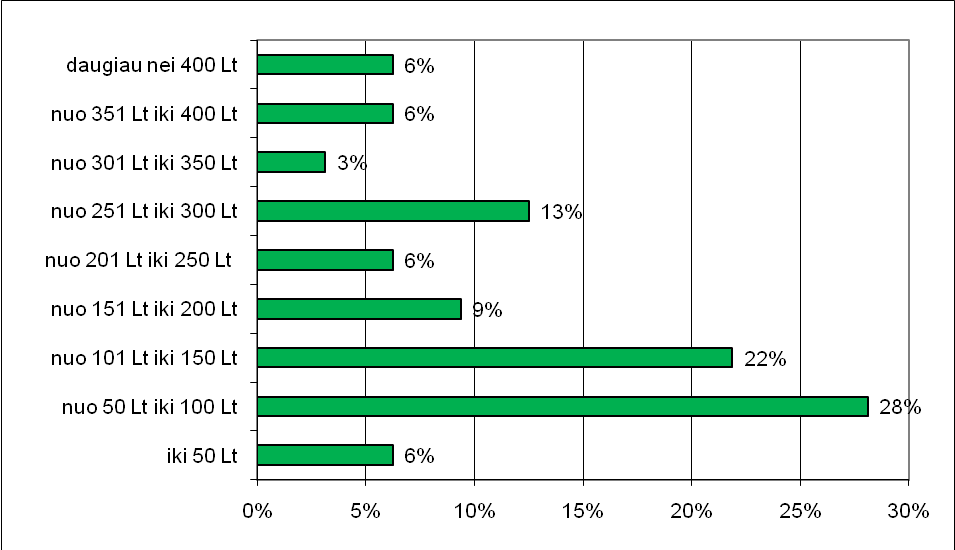 daugiau nei 400 Lt 6%
nuo 351 Lt iki 400 Lt 6%
nuo 301 Lt iki 350 Lt 3%
nuo 251 Lt iki 300 Lt 13%
nuo 201 Lt iki 250 Lt 6%
nuo 151 Lt iki 200 Lt 9%
nuo 101 Lt iki 150 Lt 22%
nuo 50 Lt iki 100 Lt 28%
iki 50 Lt 6%
0% 5% 10% 15% 20% 25% 30%